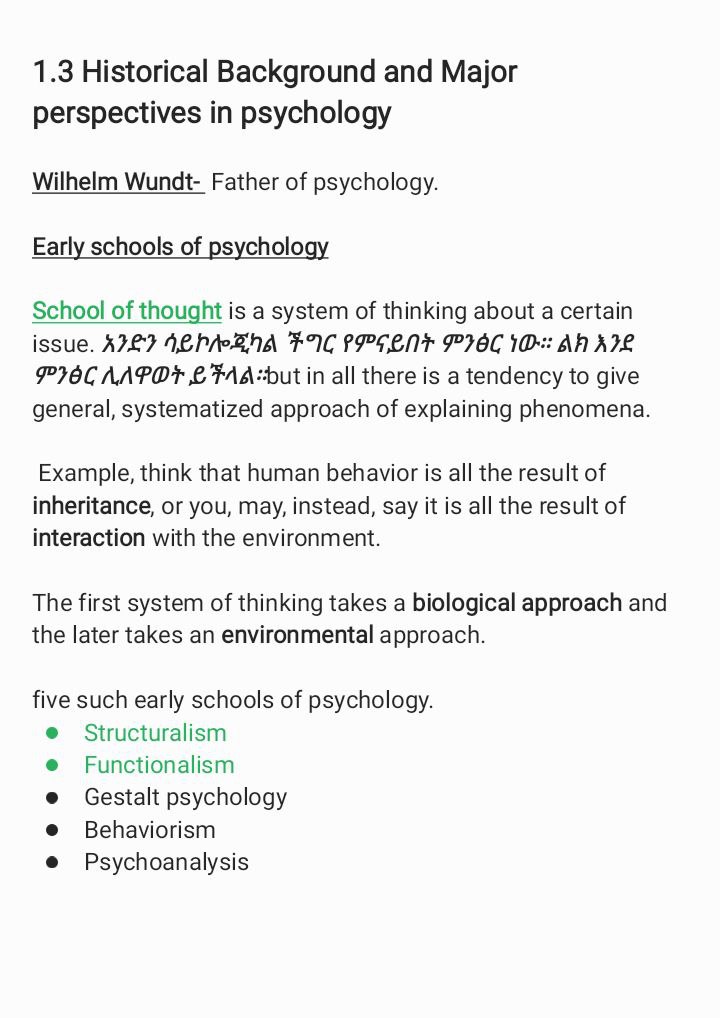 1.3 Historical Background and Major
perspectives in psychology
Wilhelm Wundt-  Father of psychology.
Early schools of psychology
School of thought is a system of thinking about a certain
issue. አንድን ሳይኮሎጂካል ችግር የምናይበት ምንፅር ነው። ልክ እንደ
ምንፅር ሊለዋወት ይችላል።but in all there is a tendency to give
general, systematized approach of explaining phenomena.
Example, think that human behavior is all the result of
inheritance, or you, may, instead, say it is all the result of
interaction with the environment.
The first system of thinking takes a biological approach and
the later takes an environmental approach.
five such early schools of psychology.
● Structuralism
● Functionalism
● Gestalt psychology
● Behaviorism
● Psychoanalysis